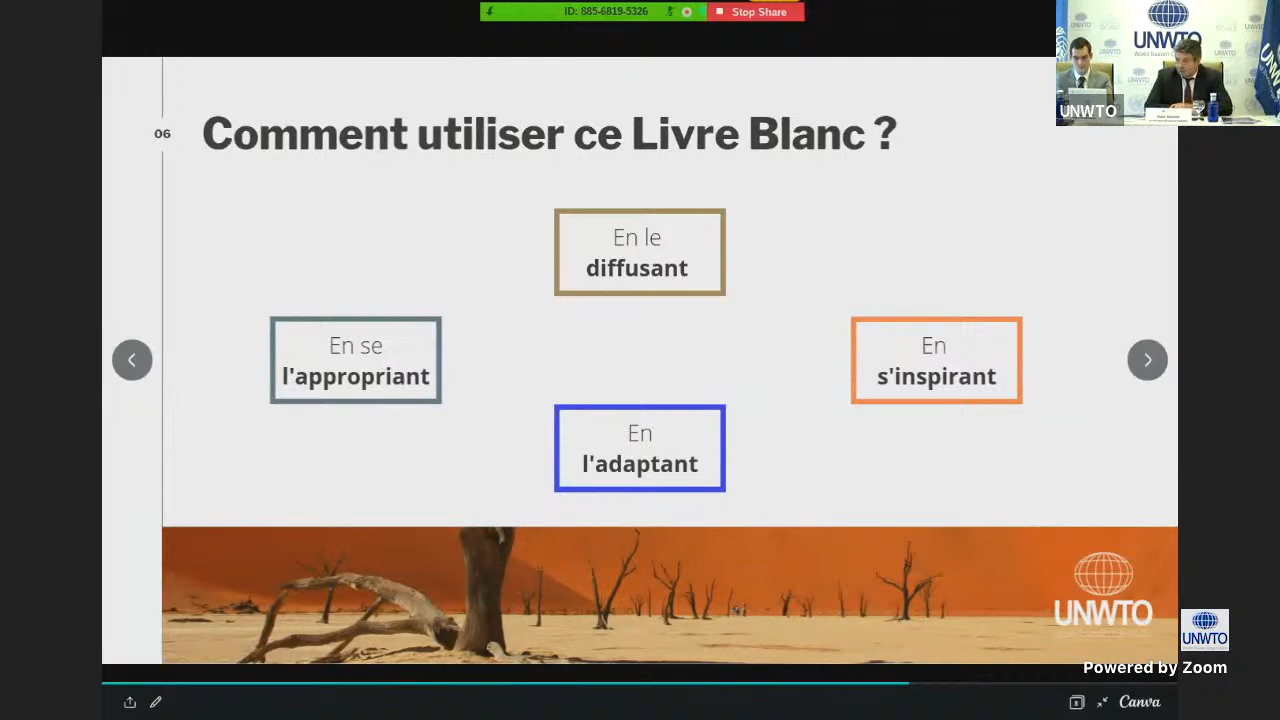 ID: 885-6819-5326
Stop Share
UNWTO
UNWTO
06
Comment utiliser ce Livre Blanc ?
En le
diffusant
En se
l'appropriant
En
s'inspirant
En
l'adaptant
UNWTO
UNWTO
Powered by Zoom
Canva